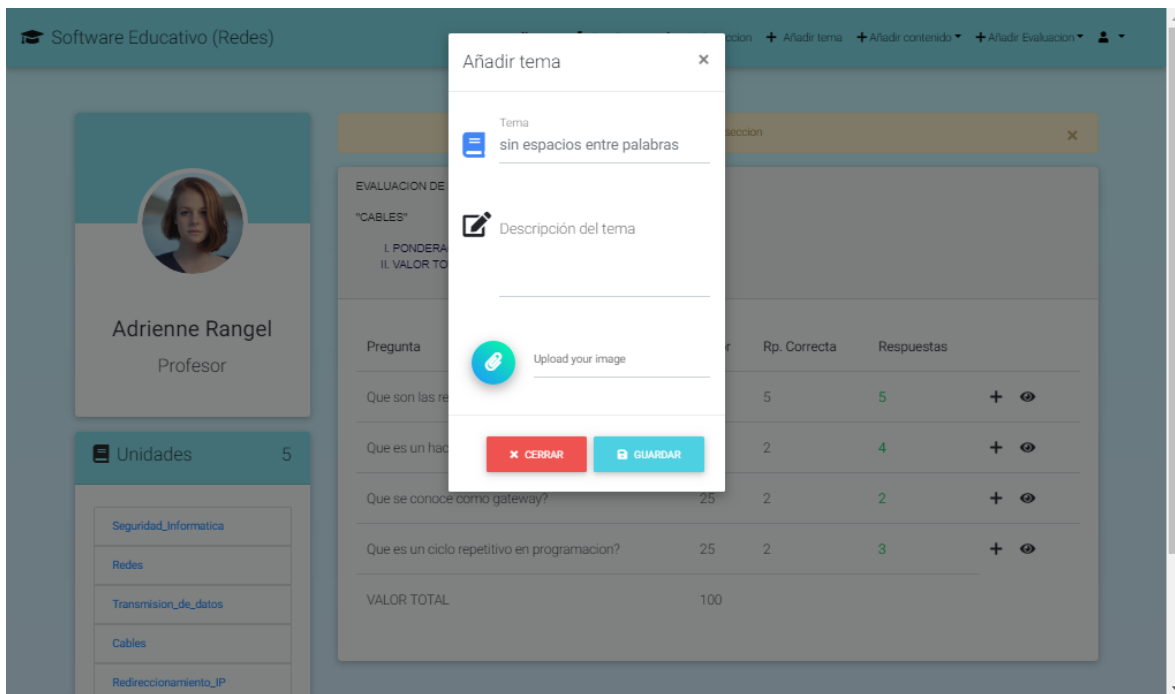 Software Educativo (Redes)
ccion + Añadir tema + Añadir contenido + Añadir Evaluacion
Añadir tema ×
Tema
sin espacios entre palabras
Descripción del tema
Upload your image
× CERRAR GUARDAR
seccion ×
Adrienne Rangel
Profesor
Unidades 5
Seguridad_Informatica
Redes
Transmision_de_datos
Cables
Redireccionamiento_IP
EVALUACION DE
"CABLES"
I. PONDERA
II. VALOR TO
Pregunta r Rp. Correcta Respuestas
Que son las re 5 5
Que es un hac 2 4
Que se conoce como gateway? 25 2 2
Que es un ciclo repetitivo en programacion? 25 2 3
VALOR TOTAL 100